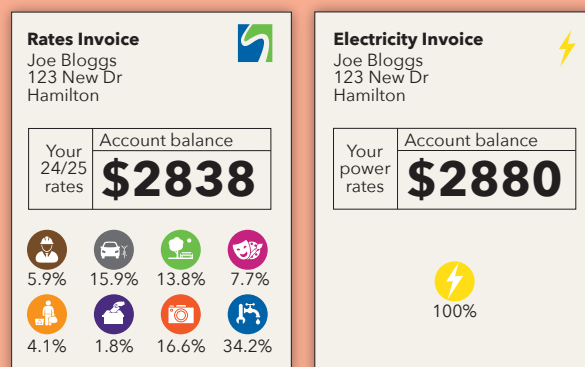 Rates Invoice
Joe Bloggs
123 New Dr
Hamilton
Your
24/25
rates
Account balance
$2838
5.9% 15.9% 13.8% 7.7%
4.1% 1.8% 16.6% 34.2%
Electricity Invoice
Joe Bloggs
123 New Dr
Hamilton
Your
power
rates
Account balance
$2880
100%